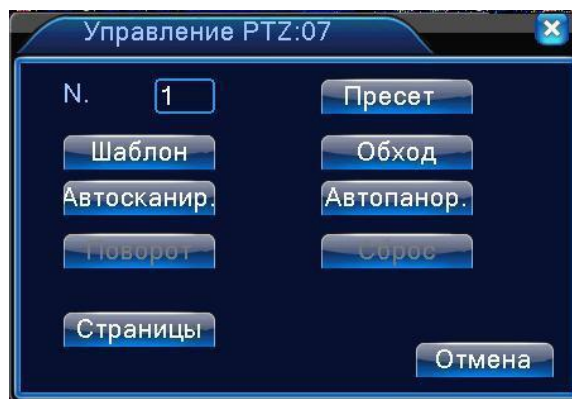 Управление PTZ:07
N. 1 Пресет
Шаблон Обход
Автосканир. Автопанор.
Поворот Сброс
Страницы
Отмена